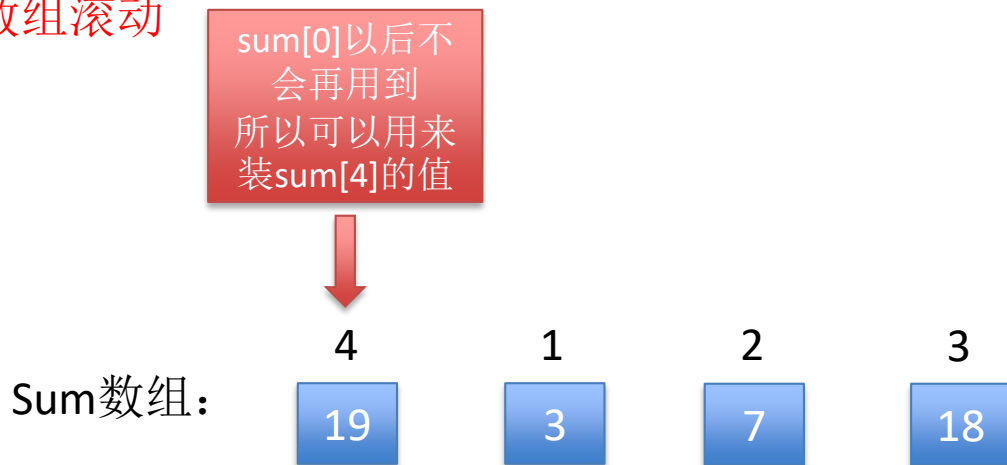 数组滚动
sum[0]以后不
会再用到
所以可以用来
装sum[4]的值
4 1 2 3
Sum数组：
19 3 7 18